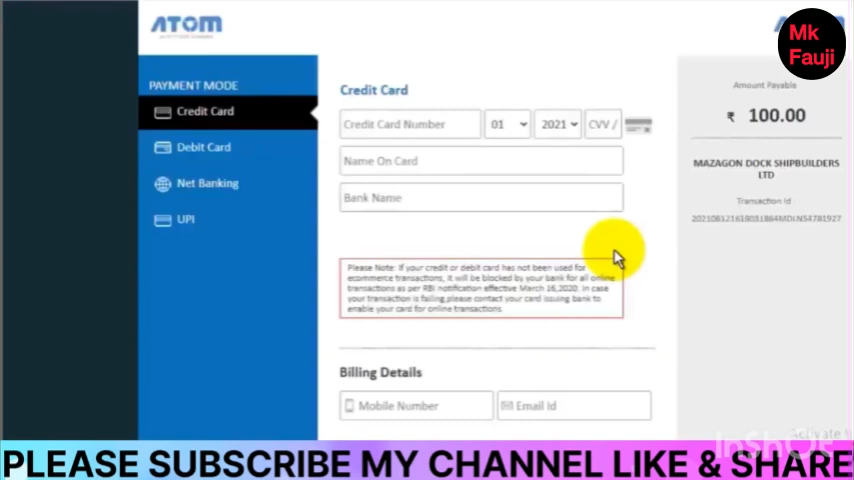 ATOM
Mk
Fauji
PAYMENT MODE
Credit Card
Debit Card
Net Banking
UPI
Credit Card
Credit Card Number
01
2021
CVV /
Name On Card
Bank Name
Please Note: If your credit or debit card has not been used for
ecommerce transactions, it will be blocked by your bank for all online
transactions as per RBI notification effective March 16,2020. In case
your transaction is failing,please contact your card issuing bank to
enable your card for online transactions.
Billing Details
Mobile Number
Email Id
Amount Payable
₹ 100.00
MAZAGON DOCK SHIPBUILDERS
LTD
Transaction Id
Activate
InShOt
PLEASE SUBSCRIBE MY CHANNEL LIKE & SHARE